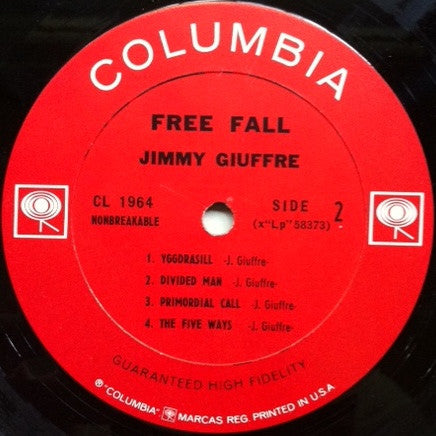 COLUMBIA
FREE FALL
JIMMY GIUFFRE
CL 1964
NONBREAKABLE
SIDE 2
(x"Lp"58373)
1. YGGDRASILL -J. Giuffre-
2. DIVIDED MAN -J. Giuffre-
3. PRIMORDIAL CALL -J. Giuffre-
4. THE FIVE WAYS -J. Giuffre-
GUARANTEED HIGH FIDELITY
® "COLUMBIA" MARCAS REG. PRINTED IN U.S.A.